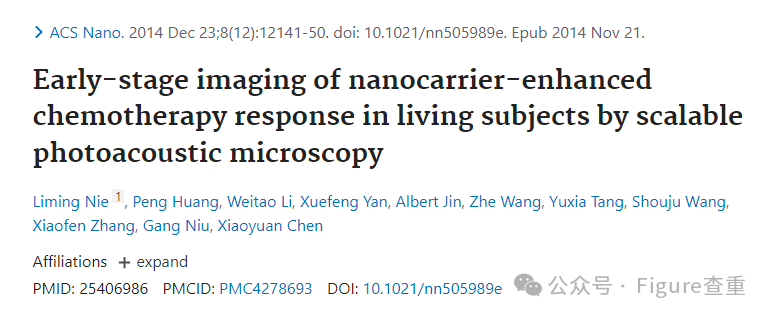 ACS Nano. 2014 Dec 23;8(12):12141-50. doi: 10.1021/nn505989e. Epub 2014 Nov 21.
Early-stage imaging of nanocarrier-enhanced
chemotherapy response in living subjects by scalable
photoacoustic microscopy
Liming Nie 1, Peng Huang, Weitao Li, Xuefeng Yan, Albert Jin, Zhe Wang, Yuxia Tang, Shouju Wang,
Xiaofen Zhang, Gang Niu, Xiaoyuan Chen
Affiliations + expand
PMID: 25406986 PMCID: PMC4278693 DOI: 10.1021/nn505989e
公众号 · Figure查重